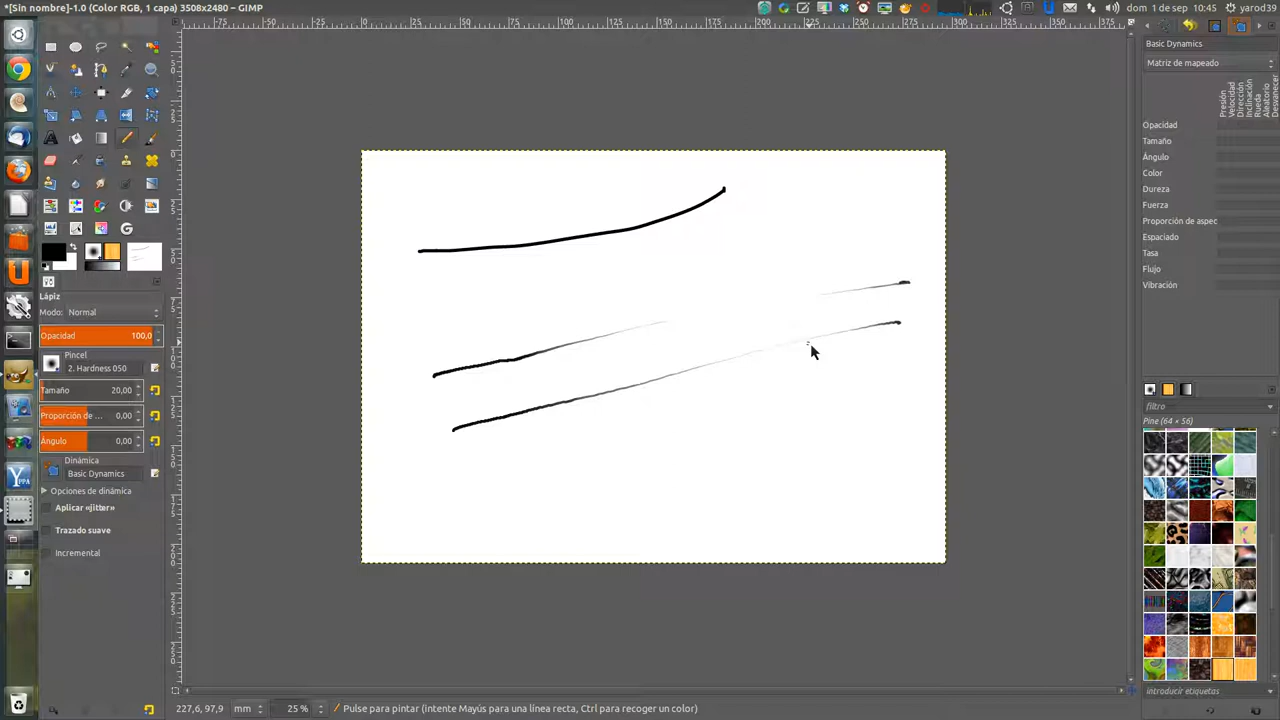 *[Sin nombre]-1.0 (Color RGB, 1 capa) 3508x2480 – GIMP
dom 1 de sep 10:45
yarod39
Basic Dynamics
Matriz de mapeado
Presión
Velocidad
Dirección
Inclinación
Rueda
Aleatorio
Desvanecer
Opacidad
Tamaño
Ángulo
Color
Dureza
Fuerza
Proporción de aspec
Espaciado
Tasa
Flujo
Vibración
Lápiz
Modo: Normal
Opacidad 100,0
Pincel
2. Hardness 050
Tamaño 20,00
Proporción de ... 0,00
Ángulo 0,00
Dinámica
Basic Dynamics
Opciones de dinámica
Aplicar «jitter»
Trazado suave
Incremental
filtro
Pine (64 × 56)
introducir etiquetas
227,6, 97,9 mm 25 % Pulse para pintar (intente Mayús para una línea recta, Ctrl para recoger un color)